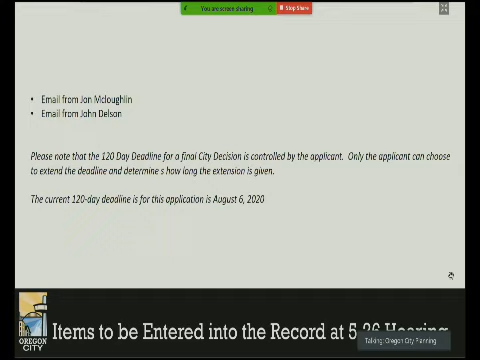 You are screen sharing
Stop Share
• Email from Jon Mcloughlin
• Email from John Delson
Please note that the 120 Day Deadline for a final City Decision is controlled by the applicant. Only the applicant can choose
to extend the deadline and determine s how long the extension is given.
The current 120-day deadline is for this application is August 6, 2020
OREGON
CITY
Items to be Entered into the Record at 5-26 Hearing
Talking: Oregon City Planning